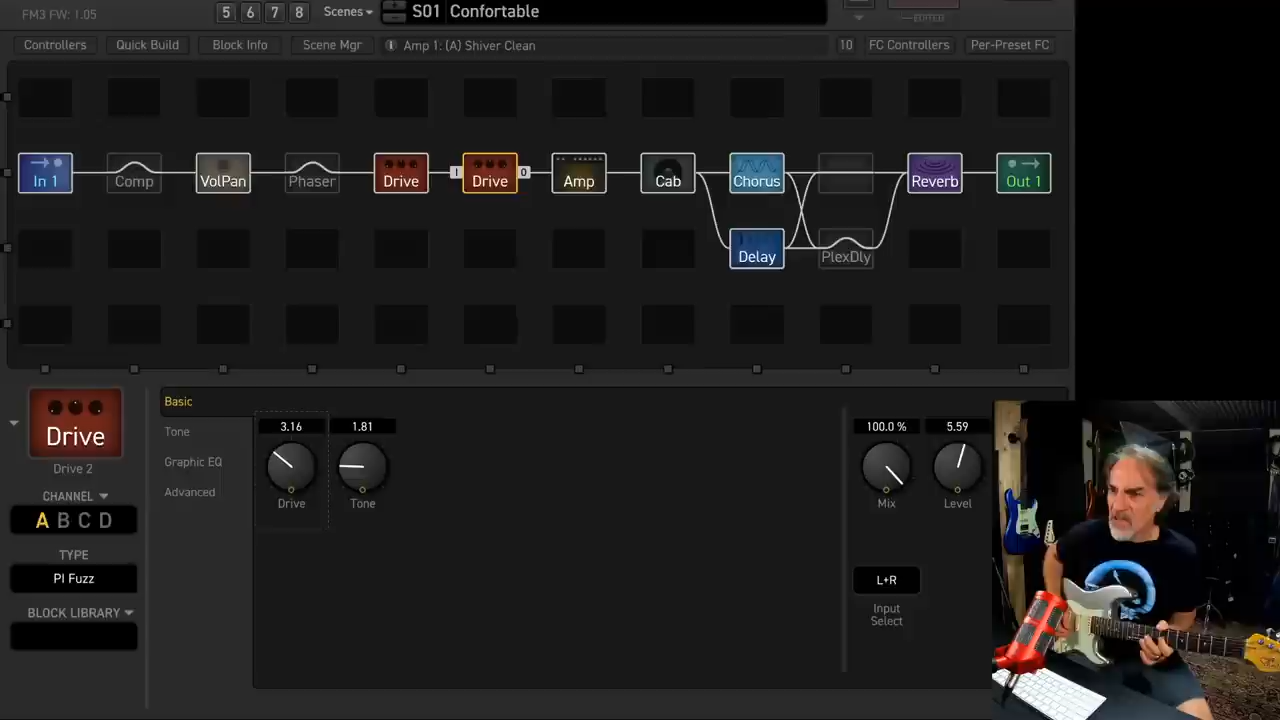 FM3 FW: 1.05
5 6 7 8
Scenes
S01 Confortable
EDITED
Controllers
Quick Build
Block Info
Scene Mgr
Amp 1: (A) Shiver Clean
10
FC Controllers
Per-Preset FC
In 1
Comp
VolPan
Phaser
Drive
I
Drive
O
Amp
Cab
Chorus
Reverb
Out 1
Delay
PlexDly
Drive
Drive 2
CHANNEL
A B C D
TYPE
PI Fuzz
BLOCK LIBRARY
Basic
Tone
Graphic EQ
Advanced
3.16
1.81
Drive
Tone
100.0 %
5.59
Mix
Level
L+R
Input
Select